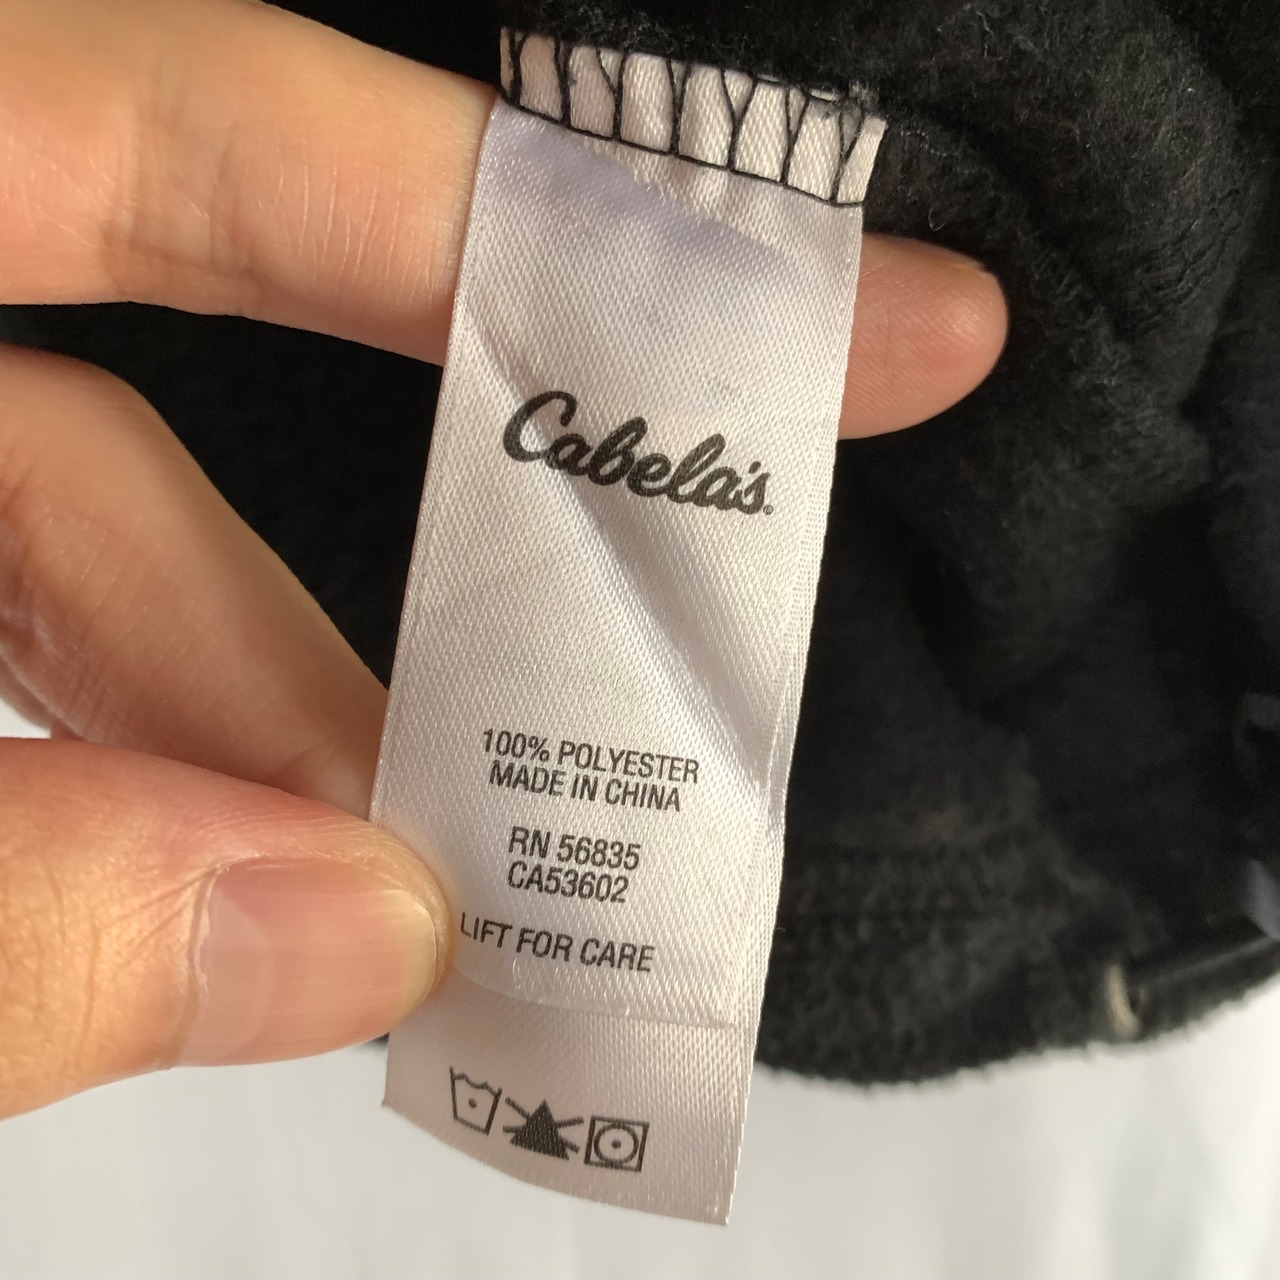 Cabela's.
100% POLYESTER
MADE IN CHINA
RN 56835
CA53602
LIFT FOR CARE